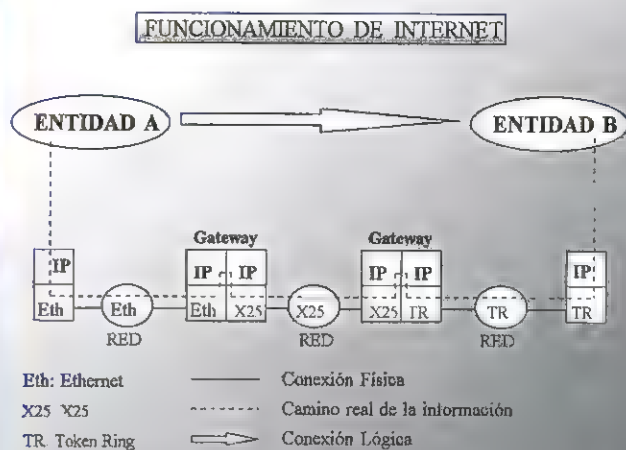 FUNCIONAMIENTO DE INTERNET
ENTIDAD A
ENTIDAD B
Gateway
Gateway
IP
IP
IP
IP
IP
IP
Eth
Eth
Eth
X25
X25
X25
TR
TR
TR
RED
RED
RED
Eth: Ethernet
Conexión Física
X25 X25
Camino real de la información
TR Token Ring
Conexión Lógica